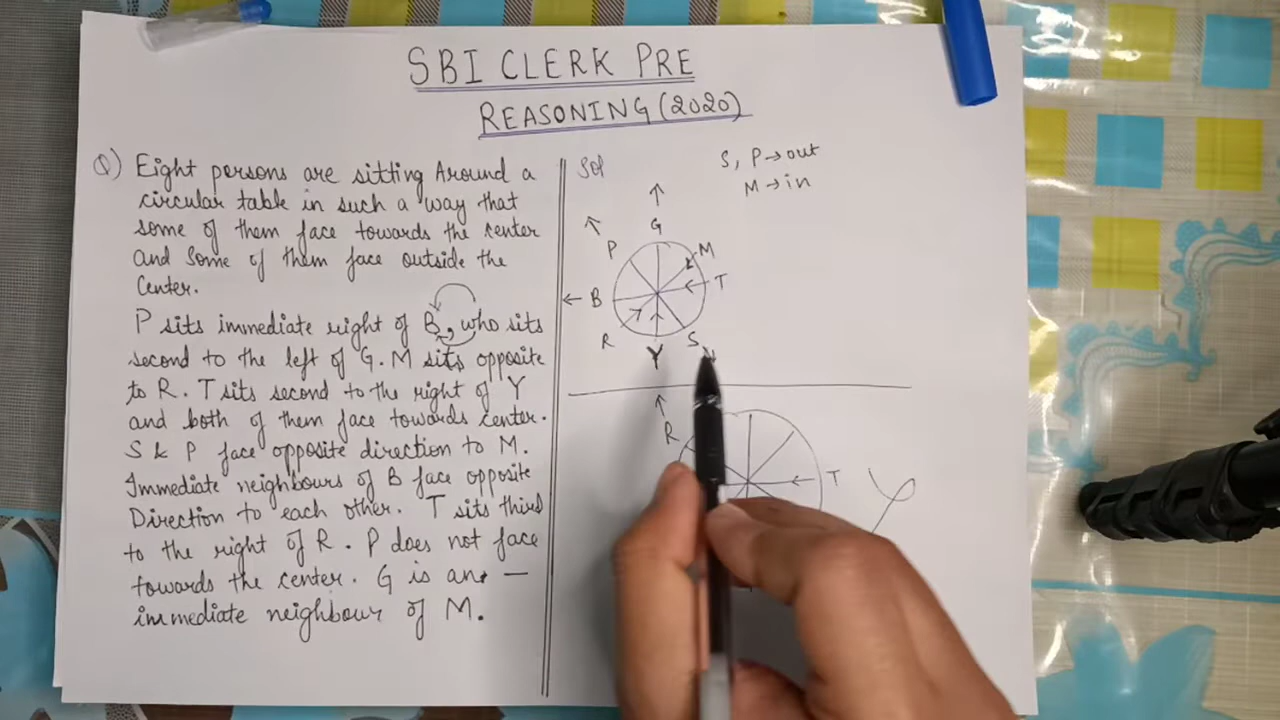 SBI CLERK PRE
REASONING (2020)
Q) Eight persons are sitting Around a
circular table in such a way that
some of them face towards the center
and some of them face outside the
Center.
P sits immediate right of B, who sits
second to the left of G. M sits opposite
to R. T sits second to the right of Y
and both of them face towards center.
S & P face opposite direction to M.
Immediate neighbours of B face opposite
Direction to each other. T sits third
to the right of R. P does not face
towards the center. G is an —
immediate neighbour of M.
Sol
S, P→out
M→in
G
P
M
B
T
R
Y
S
R
T